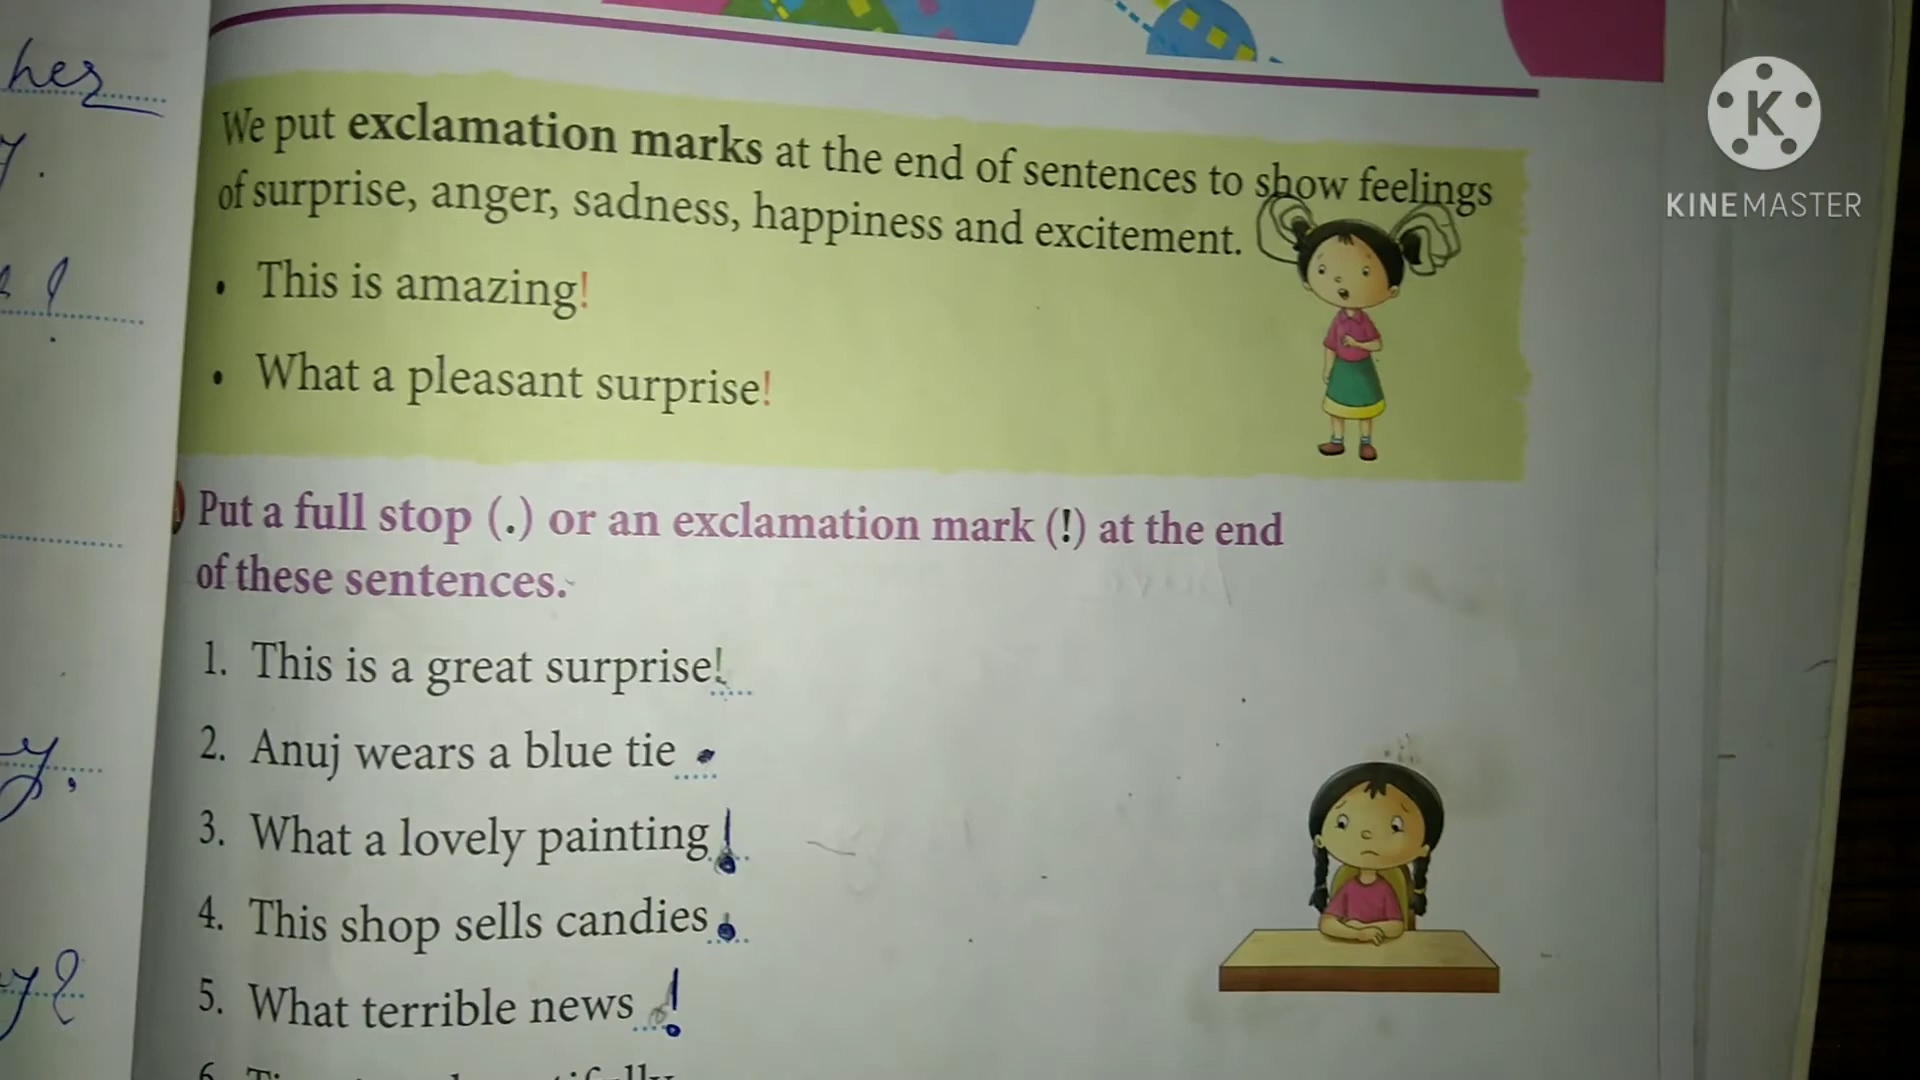 her
We put exclamation marks at the end of sentences to show feelings
of surprise, anger, sadness, happiness and excitement.
• This is amazing!
• What a pleasant surprise!
Put a full stop (.) or an exclamation mark (!) at the end
of these sentences.
1. This is a great surprise!
2. Anuj wears a blue tie .
3. What a lovely painting !
4. This shop sells candies .
5. What terrible news !
6.
KINEMASTER